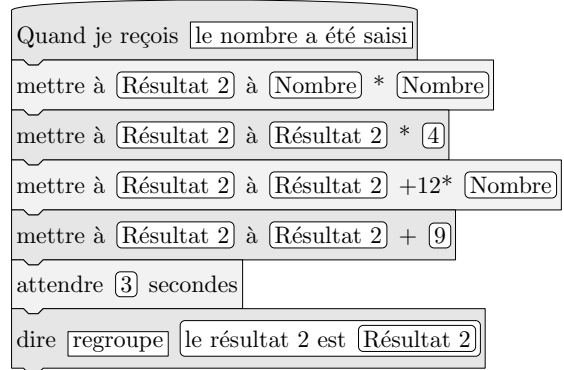 Quand je reçois le nombre a été saisi
mettre à Résultat 2 à Nombre * Nombre
mettre à Résultat 2 à Résultat 2 * 4
mettre à Résultat 2 à Résultat 2 +12* Nombre
mettre à Résultat 2 à Résultat 2 + 9
attendre 3 secondes
dire regroupe le résultat 2 est Résultat 2